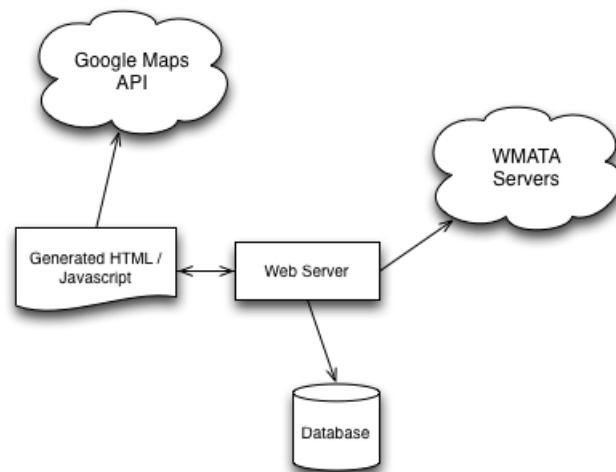 Google Maps
API
WMATA
Servers
Generated HTML /
Javascript
Web Server
Database